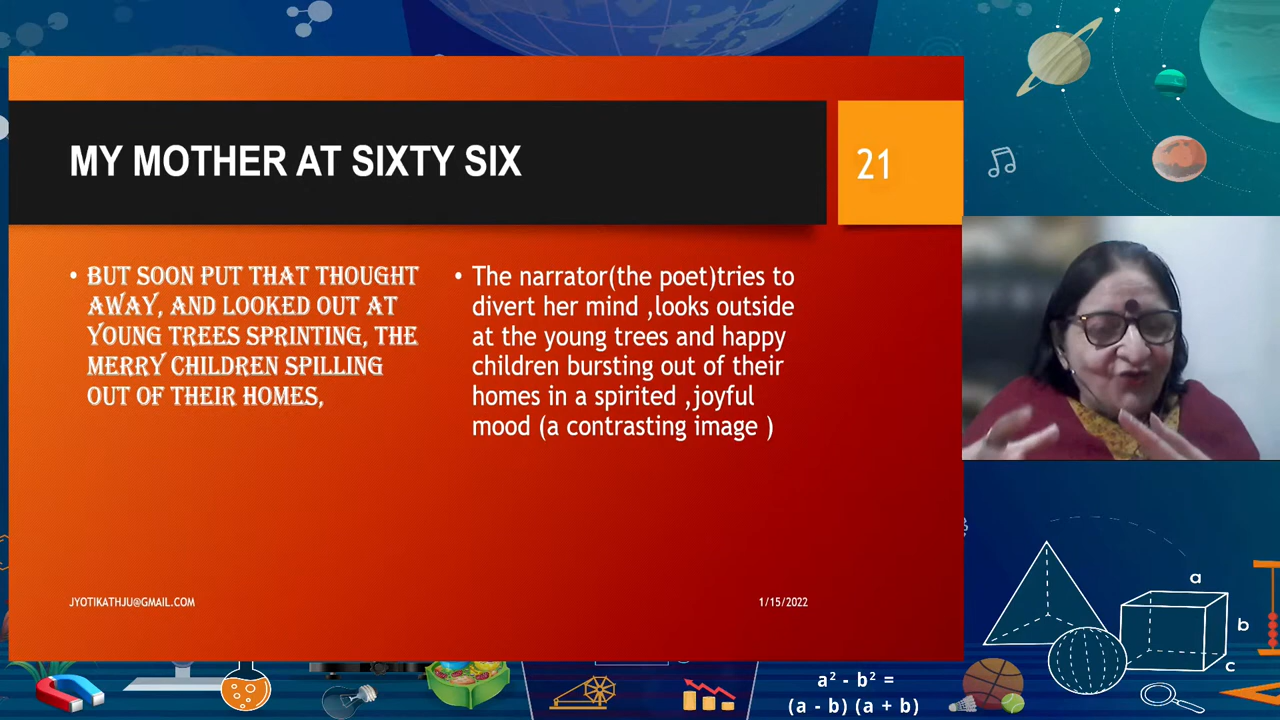 MY MOTHER AT SIXTY SIX
21
• BUT SOON PUT THAT THOUGHT
AWAY, AND LOOKED OUT AT
YOUNG TREES SPRINTING, THE
MERRY CHILDREN SPILLING
OUT OF THEIR HOMES,
• The narrator(the poet)tries to
divert her mind ,looks outside
at the young trees and happy
children bursting out of their
homes in a spirited ,joyful
mood (a contrasting image )
JYOTIKATHJU@GMAIL.COM
1/15/2022
a
b
c
a² - b² =
(a - b) (a + b)